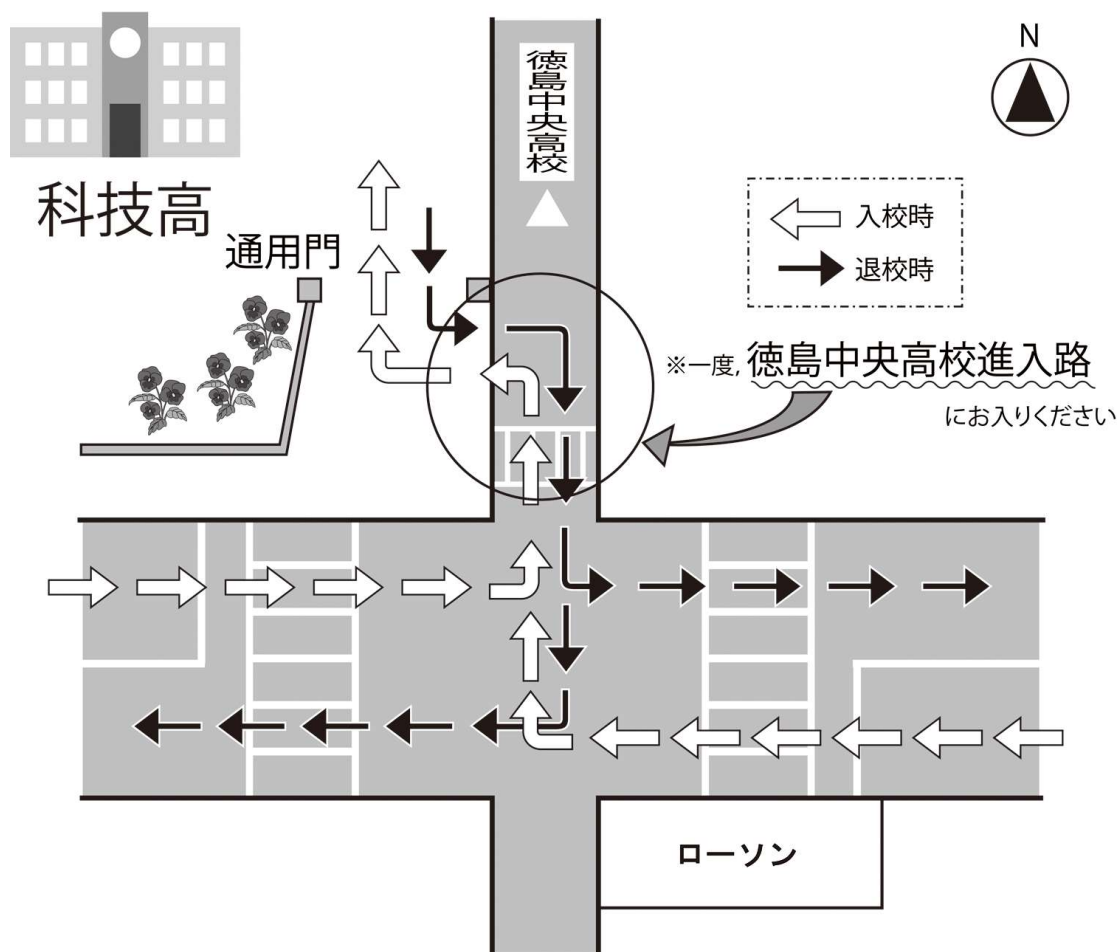 徳島中央高校
N
科技高
通用門
入校時
退校時
※一度,徳島中央高校進入路
にお入りください
ローソン